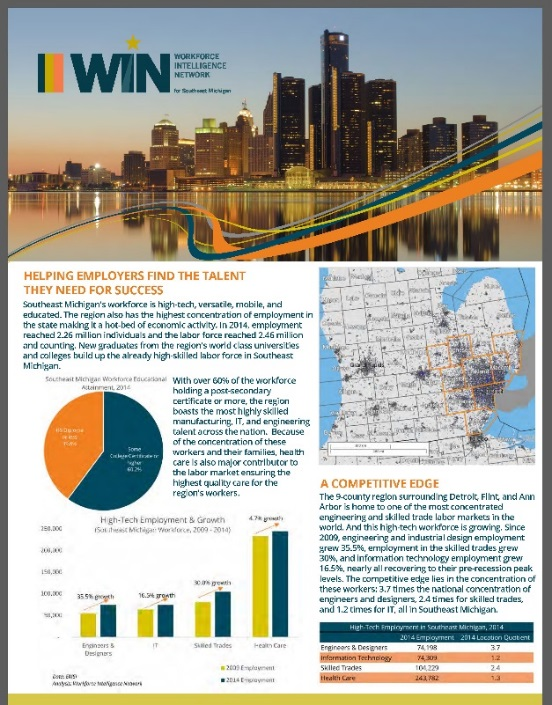 WIN
WORKFORCE
INTELLIGENCE
NETWORK
for Southeast Michigan
HELPING EMPLOYERS FIND THE TALENT
THEY NEED FOR SUCCESS
Southeast Michigan's workforce is high-tech, versatile, mobile, and
educated. The region also has the highest concentration of employment in
the state making it a hot-bed of economic activity. In 2014, employment
reached 2.26 million individuals and the labor force reached 2.46 million
and counting. New graduates from the region's world class universities
and colleges build up the already high-skilled labor force in Southeast
Michigan.
Southeast Michigan Workforce Educational
Attainment, 2014
Some
College/Certificate or
higher
60.2%
With over 60% of the workforce
holding a post-secondary
certificate or more, the region
boasts the most highly skilled
manufacturing, IT, and engineering
talent across the nation. Because
of the concentration of these
workers and their families, health
care is also major contributor to
the labor market ensuring the
highest quality care for the
region's workers.
High-Tech Employment & Growth
(Southeast Michigan Workforce, 2009 - 2014)
250,000
200,000
150,000
100,000
50,000
35.5% growth
16.5% growth
30.0% growth
4.7% growth
Engineers &
Designers
IT
Skilled Trades
Health Care
2009 Employment
2014 Employment
Data: EMSI
Analysis: Workforce Intelligence Network
A COMPETITIVE EDGE
The 9-county region surrounding Detroit, Flint, and Ann
Arbor is home to one of the most concentrated
engineering and skilled trade labor markets in the
world. And this high-tech workforce is growing. Since
2009, engineering and industrial design employment
grew 35.5%, employment in the skilled trades grew
30%, and information technology employment grew
16.5%, nearly all recovering to their pre-recession peak
levels. The competitive edge lies in the concentration of
these workers: 3.7 times the national concentration of
engineers and designers, 2.4 times for skilled trades,
and 1.2 times for IT, all in Southeast Michigan.
High-Tech Employment in Southeast Michigan, 2014
2014 Employment 2014 Location Quotient
Engineers & Designers 74,198 3.7
Information Technology 74,309 1.2
Skilled Trades 104,229 2.4
Health Care 243,782 1.3